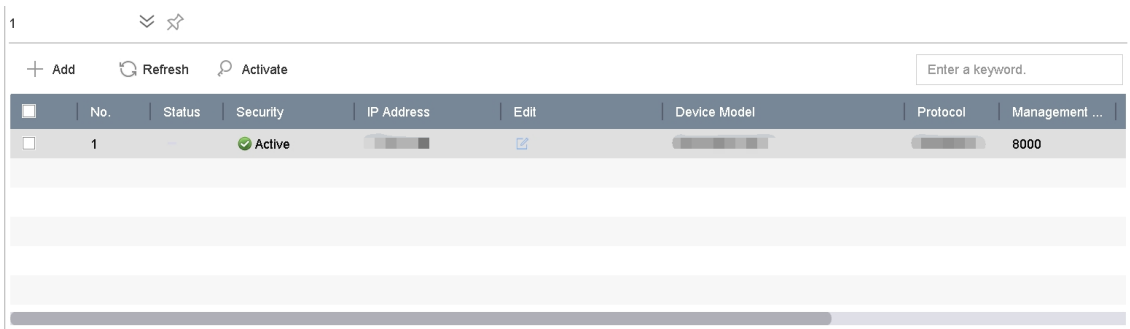 1
Add Refresh Activate Enter a keyword.
No. Status Security IP Address Edit Device Model Protocol Management ...
1 Active 8000